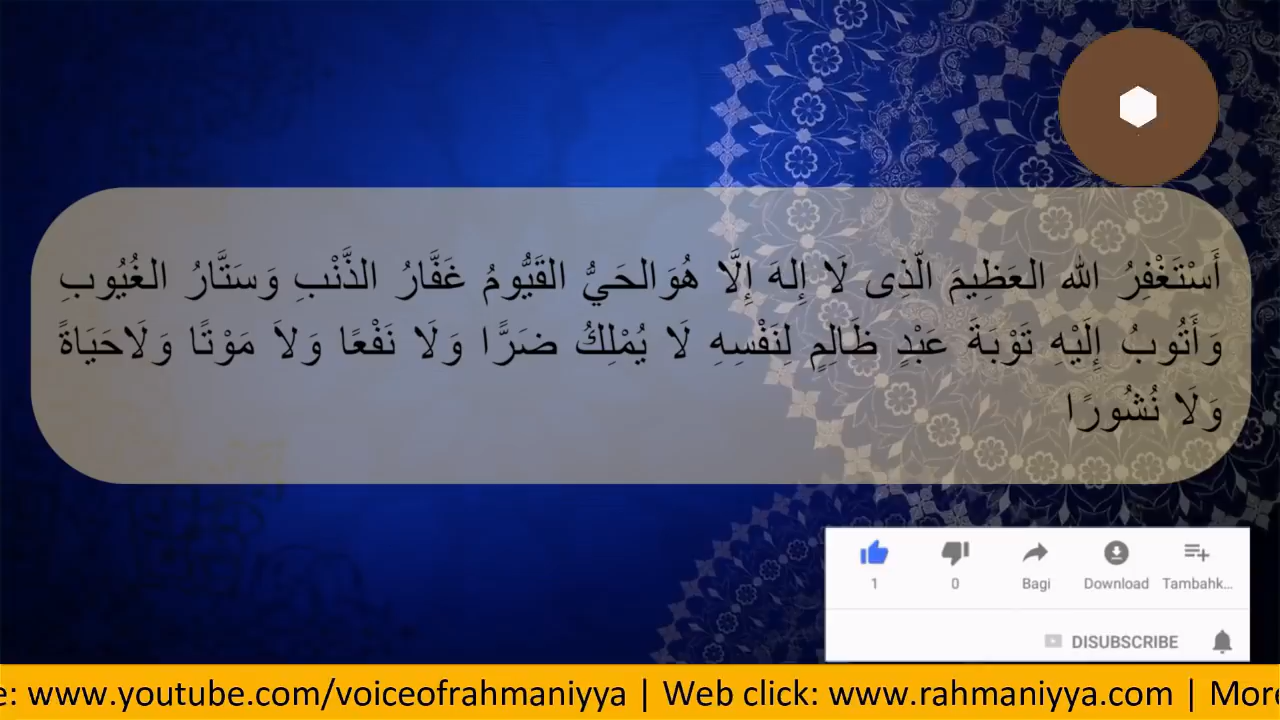 أَسْتَغْفِرُ الله العَظِيمَ الّذِى لَا إِلهَ إِلَّا هُوَ الحَيُّ القَيُّومُ غَفَّارُ الذَّنْبِ وَسَتَّارُ الغُيُوبِ
وَأَتُوبُ إِلَيْهِ تَوْبَةَ عَبْدٍ ظَالِمٍ لِنَفْسِهِ لَا يُمْلِكُ ضَرًّا وَلَا نَفْعًا وَلاَ مَوْتًا وَلَاحَيَاةً
وَلَا نُشُورًا
1 0 Bagi Download Tambahk...
DISUBSCRIBE
e: www.youtube.com/voiceofrahmaniyya | Web click: www.rahmaniyya.com | More